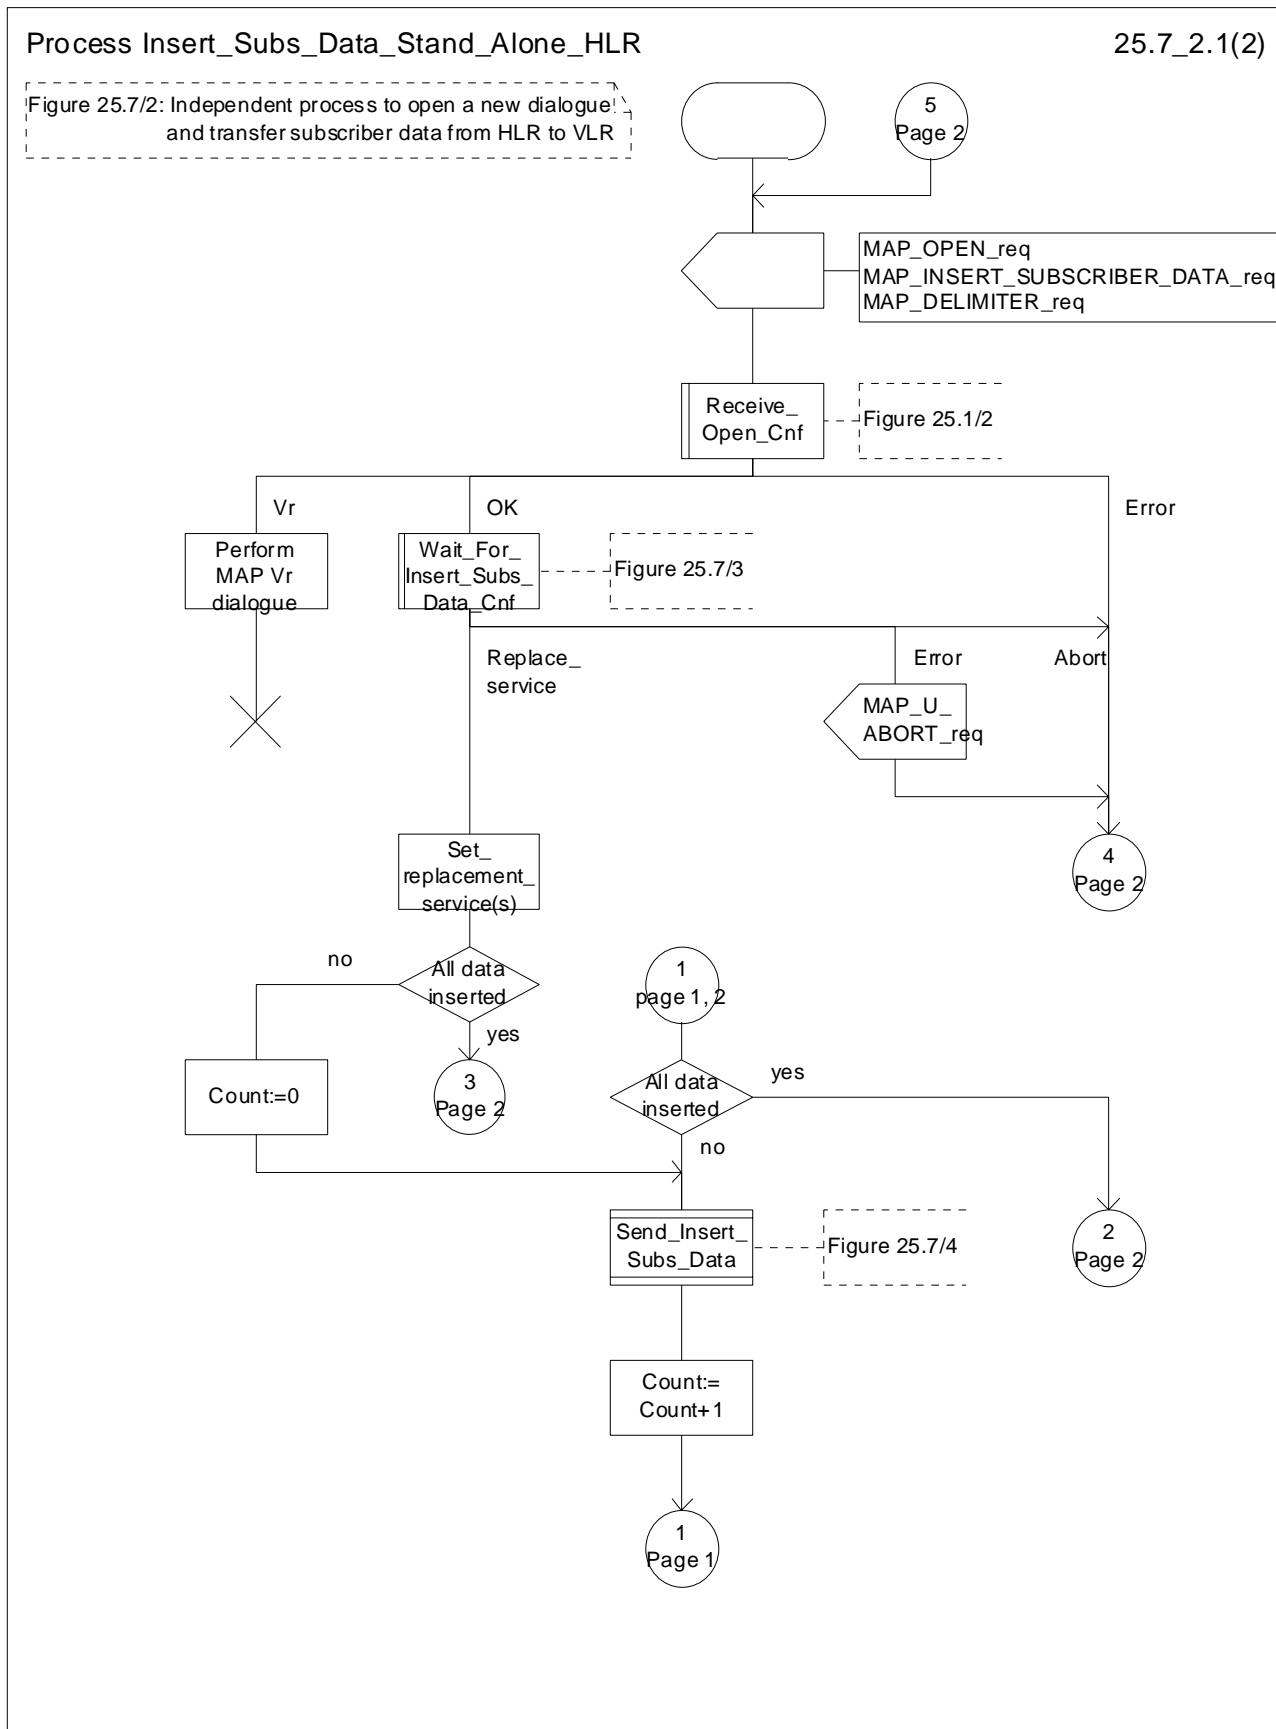 Process Insert_Subs_Data_Stand_Alone_HLR
25.7_2.1(2)
Figure 25.7/2: Independent process to open a new dialogue
and transfer subscriber data from HLR to VLR
5
Page 2
MAP_OPEN_req
MAP_INSERT_SUBSCRIBER_DATA_req
MAP_DELIMITER_req
Receive_
Open_Cnf
Figure 25.1/2
Vr
OK
Error
Perform
MAP Vr
dialogue
Wait_For_
Insert_Subs_
Data_Cnf
Figure 25.7/3
Replace_
service
Error
Abort
MAP_U_
ABORT_req
Set_
replacement_
service(s)
4
Page 2
no
All data
inserted
yes
1
page 1, 2
Count:=0
3
Page 2
All data
inserted
yes
no
Send_Insert_
Subs_Data
Figure 25.7/4
2
Page 2
Count:=
Count+1
1
Page 1